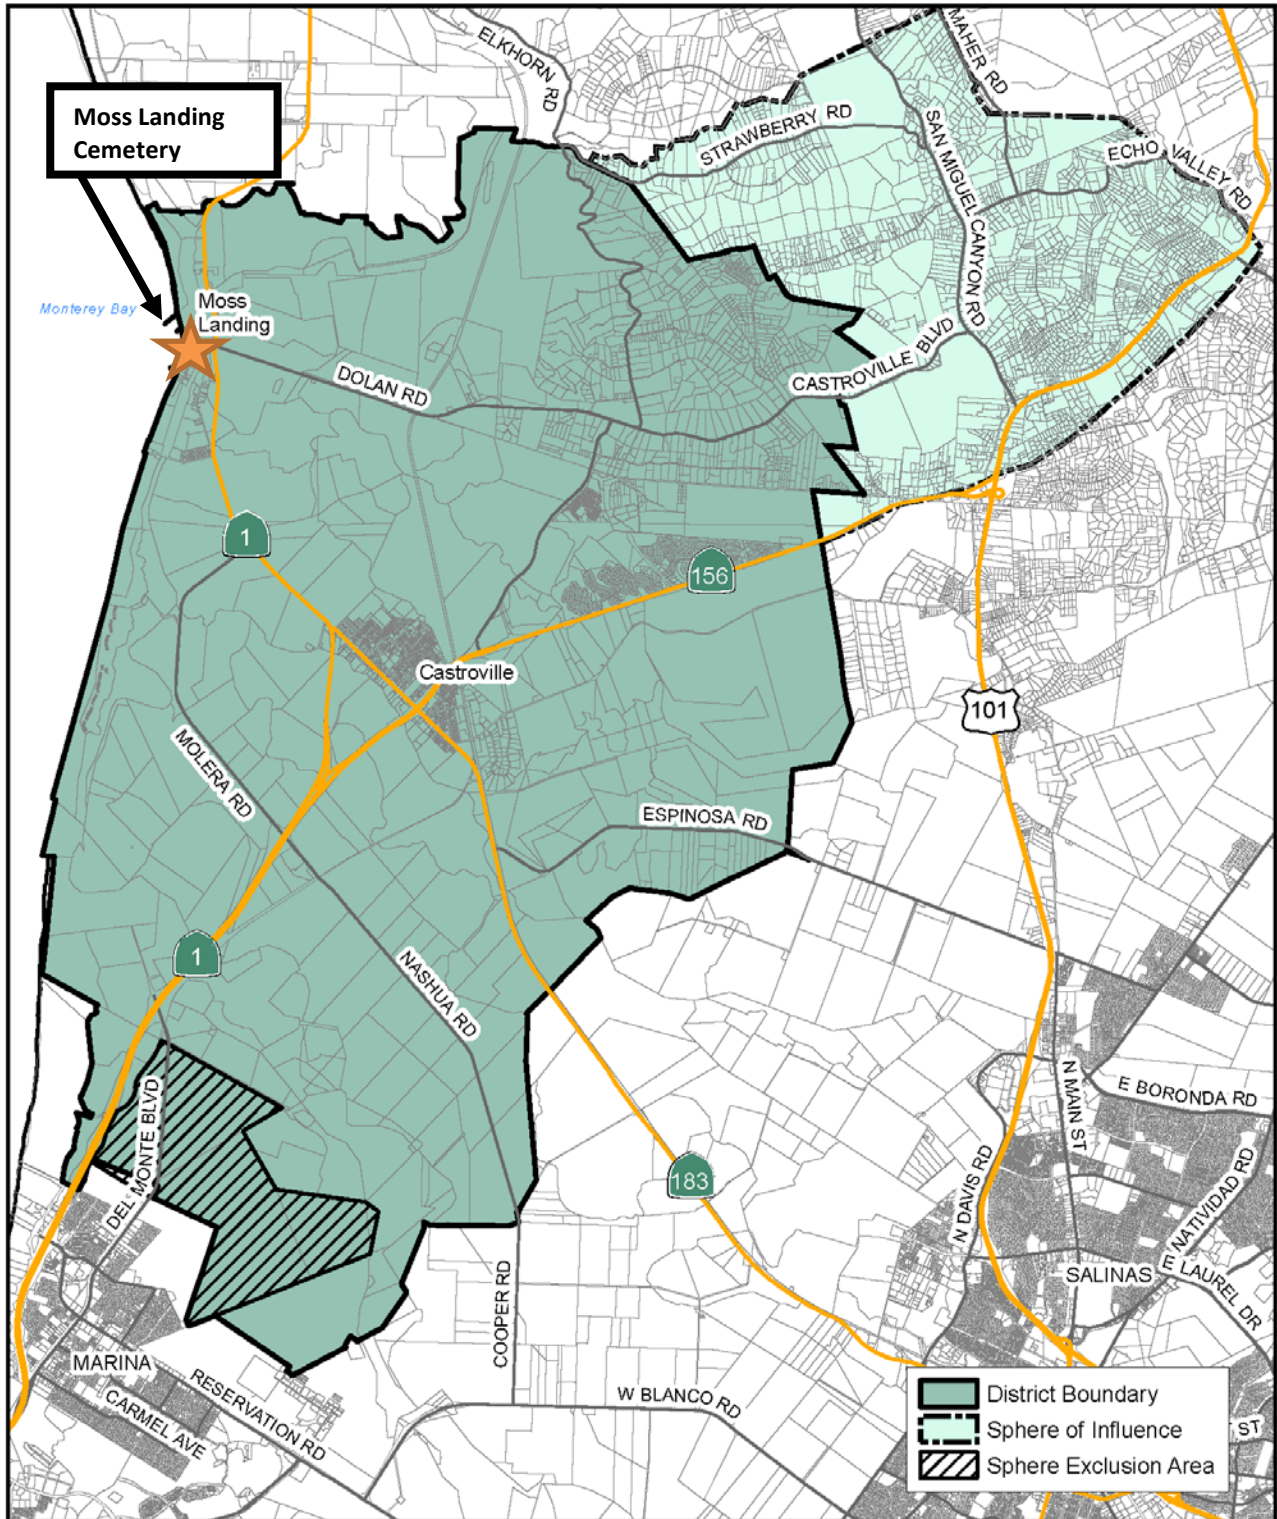 ELKHORN RD
MAHER RD
Moss Landing
Cemetery
STRAWBERRY RD
SAN MIGUEL CANYON RD
ECHO VALLEY RD
Monterey Bay
Moss
Landing
DOLAN RD
CASTROVILLE BLVD
1
156
Castroville
101
MOLERA RD
ESPINOSA RD
1
NASHUA RD
DEL MONTE BLVD
N MAIN ST
E BORONDA RD
183
N DAVIS RD
E NATIVIDAD RD
SALINAS
E LAUREL DR
COOPER RD
MARINA
RESERVATION RD
CARMEL AVE
W BLANCO RD
District Boundary
Sphere of Influence
ST
Sphere Exclusion Area